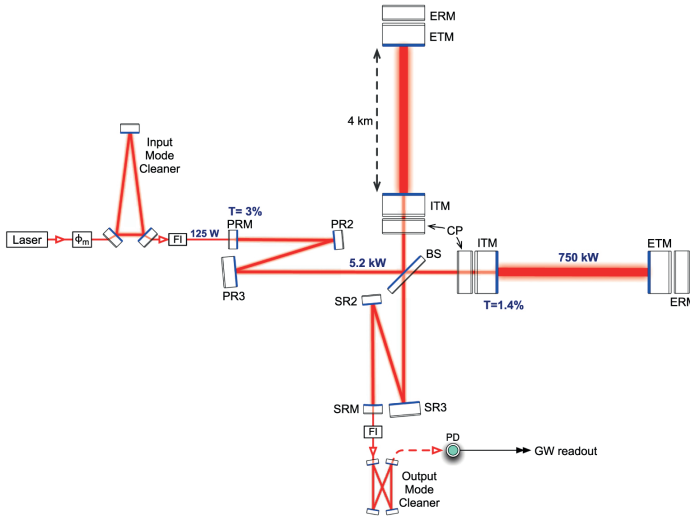 ERM
ETM
4 km
Input
Mode
Cleaner
ITM
T= 3%
PRM
PR2
CP
Laser
Φm
FI
125 W
BS
ITM
ETM
5.2 kW
750 kW
PR3
SR2
T=1.4%
ERM
SRM
SR3
FI
PD
GW readout
Output
Mode
Cleaner